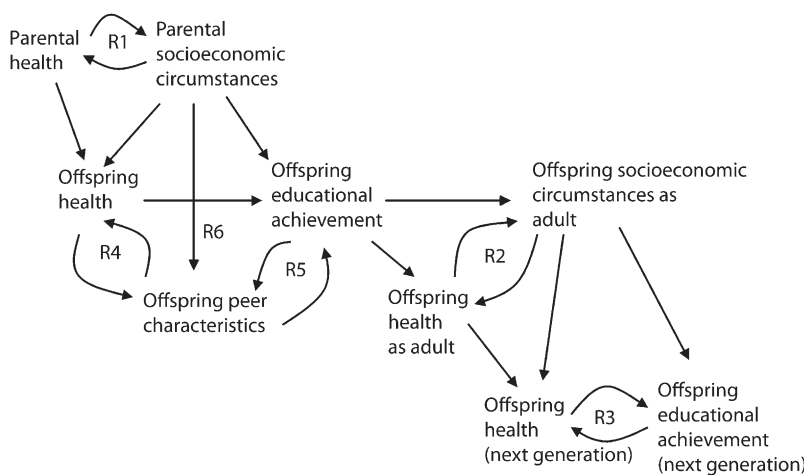 Parental
health
R1
Parental
socioeconomic
circumstances
Offspring
health
Offspring
educational
achievement
Offspring socioeconomic
circumstances as
adult
R4
R6
R5
R2
Offspring peer
characteristics
Offspring
health
as adult
Offspring
health
(next generation)
R3
Offspring
educational
achievement
(next generation)